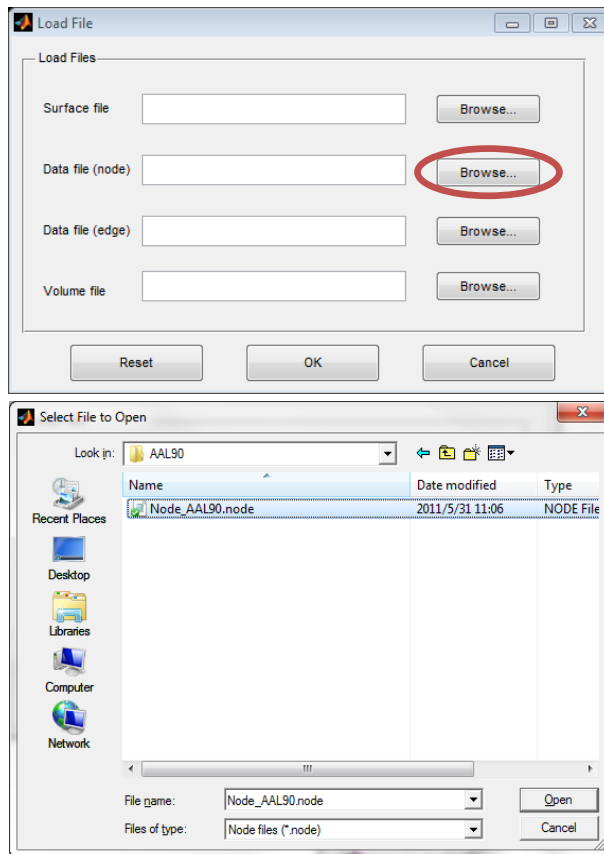 Load File
Load Files
Surface file
Browse...
Data file (node)
Browse...
Data file (edge)
Browse...
Volume file
Browse...
Reset OK Cancel
Select File to Open
Look in: AAL90
Name Date modified Type
Node_AAL90.node 2011/5/31 11:06 NODE File
Recent Places
Desktop
Libraries
Computer
Network
File name: Node_AAL90.node Open
Files of type: Node files (*.node) Cancel